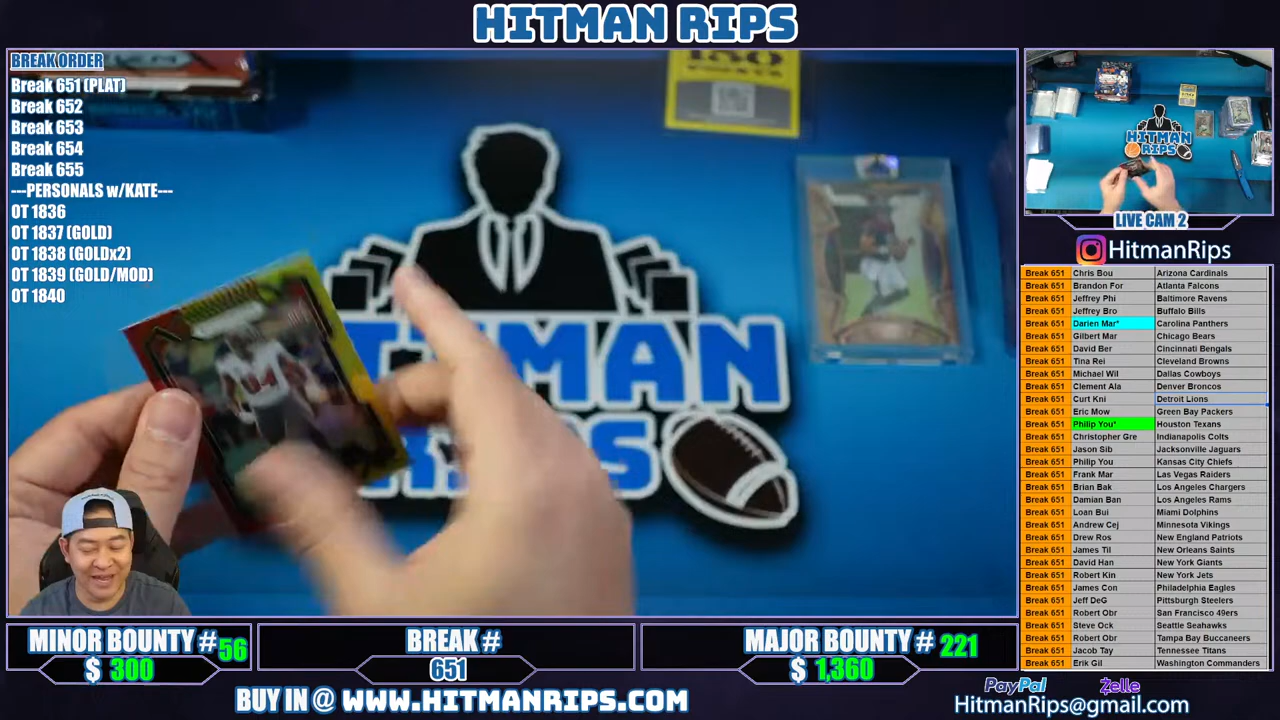 HITMAN RIPS
BREAK ORDER
Break 651 (PLAT)
Break 652
Break 653
Break 654
Break 655
---PERSONALS w/KATE---
OT 1836
OT 1837 (GOLD)
OT 1838 (GOLDx2)
OT 1839 (GOLD/MOD)
OT 1840
HITMAN
RIPS
HITMAN
RIPS
LIVE CAM 2
HitmanRips
Break 651 Chris Bou Arizona Cardinals
Break 651 Brandon For Atlanta Falcons
Break 651 Jeffrey Phi Baltimore Ravens
Break 651 Jeffrey Bro Buffalo Bills
Break 651 Darien Mar* Carolina Panthers
Break 651 Gilbert Mar Chicago Bears
Break 651 David Ber Cincinnati Bengals
Break 651 Tina Rei Cleveland Browns
Break 651 Michael Wil Dallas Cowboys
Break 651 Clement Ala Denver Broncos
Break 651 Curt Kni Detroit Lions
Break 651 Eric Mow Green Bay Packers
Break 651 Philip You* Houston Texans
Break 651 Christopher Gre Indianapolis Colts
Break 651 Jason Sib Jacksonville Jaguars
Break 651 Philip You Kansas City Chiefs
Break 651 Frank Mar Las Vegas Raiders
Break 651 Brian Bak Los Angeles Chargers
Break 651 Damian Ban Los Angeles Rams
Break 651 Loan Bui Miami Dolphins
Break 651 Andrew Cej Minnesota Vikings
Break 651 Drew Ros New England Patriots
Break 651 James Til New Orleans Saints
Break 651 David Han New York Giants
Break 651 Robert Kin New York Jets
Break 651 James Con Philadelphia Eagles
Break 651 Jeff DeG Pittsburgh Steelers
Break 651 Robert Obr San Francisco 49ers
Break 651 Steve Ock Seattle Seahawks
Break 651 Robert Obr Tampa Bay Buccaneers
Break 651 Jacob Tay Tennessee Titans
Break 651 Erik Gil Washington Commanders
MINOR BOUNTY # 56
$ 300
BREAK #
651
MAJOR BOUNTY # 221
$ 1,360
BUY IN @ WWW.HITMANRIPS.COM
PayPal Zelle
HitmanRips@gmail.com